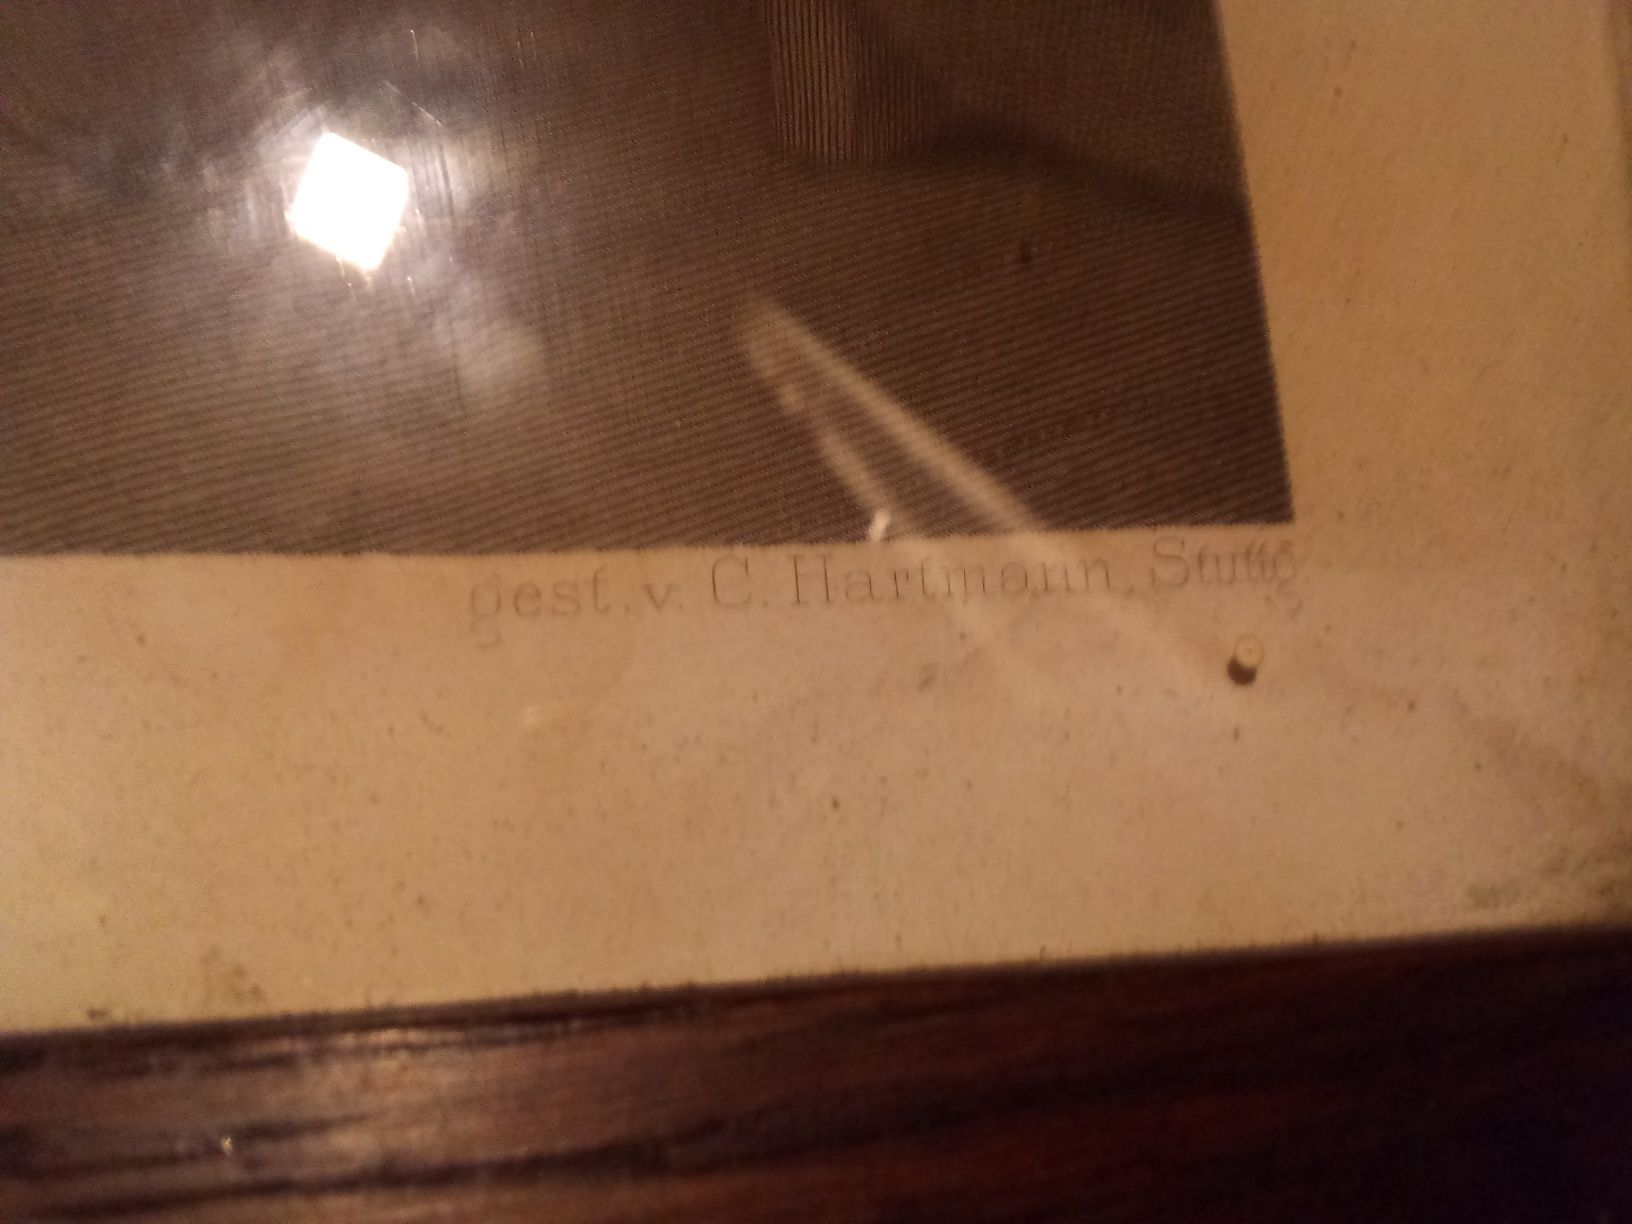 gest. v. C. Hartmann, Stuttg